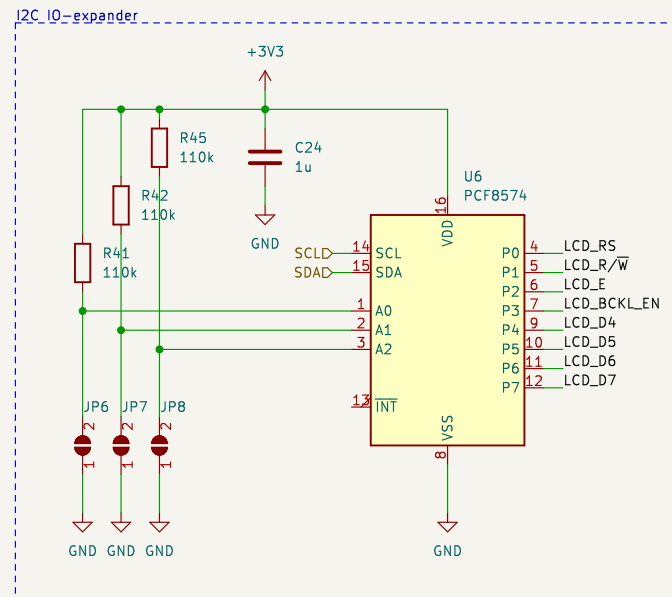 I2C IO-expander
+3V3
R45
110k
C24
1u
R42
110k
GND
R41
110k
U6
PCF8574
16
VDD
SCL 14 SCL
SDA 15 SDA
1 A0
2 A1
3 A2
13 INT
P0 4 LCD_RS
P1 5 LCD_R/W
P2 6 LCD_E
P3 7 LCD_BCKL_EN
P4 9 LCD_D4
P5 10 LCD_D5
P6 11 LCD_D6
P7 12 LCD_D7
VSS
8
JP6 JP7 JP8
2 2 2
1 1 1
GND GND GND
GND